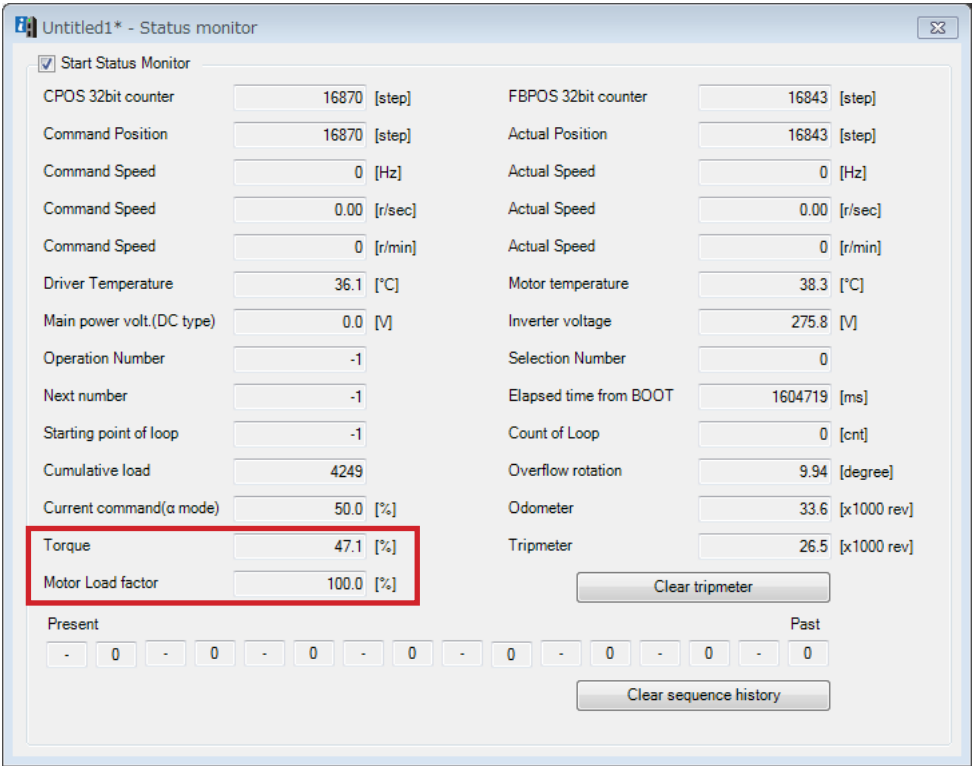 Untitled1* - Status monitor
Start Status Monitor
CPOS 32bit counter 16870 [step] FBPOS 32bit counter 16843 [step]
Command Position 16870 [step] Actual Position 16843 [step]
Command Speed 0 [Hz] Actual Speed 0 [Hz]
Command Speed 0.00 [r/sec] Actual Speed 0.00 [r/sec]
Command Speed 0 [r/min] Actual Speed 0 [r/min]
Driver Temperature 36.1 [°C] Motor temperature 38.3 [°C]
Main power volt.(DC type) 0.0 [V] Inverter voltage 275.8 [V]
Operation Number -1 Selection Number 0
Next number -1 Elapsed time from BOOT 1604719 [ms]
Starting point of loop -1 Count of Loop 0 [cnt]
Cumulative load 4249 Overflow rotation 9.94 [degree]
Current command(α mode) 50.0 [%] Odometer 33.6 [x1000 rev]
Torque 47.1 [%] Tripmeter 26.5 [x1000 rev]
Motor Load factor 100.0 [%] Clear tripmeter
Present Past
- 0 - 0 - 0 - 0 - 0 - 0 - 0 - 0
Clear sequence history